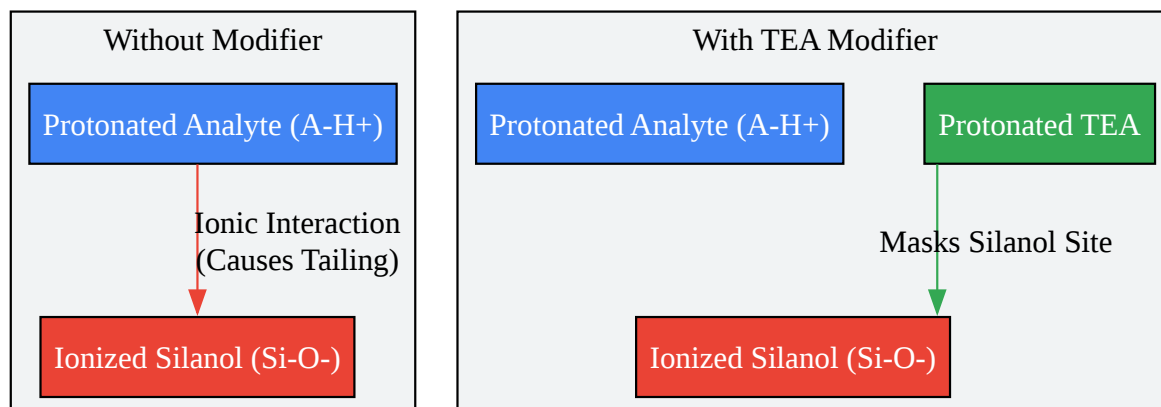 Without Modifier
Protonated Analyte (A-H+)
Ionic Interaction
(Causes Tailing)
Ionized Silanol (Si-O-)
With TEA Modifier
Protonated Analyte (A-H+)
Protonated TEA
Masks Silanol Site
Ionized Silanol (Si-O-)